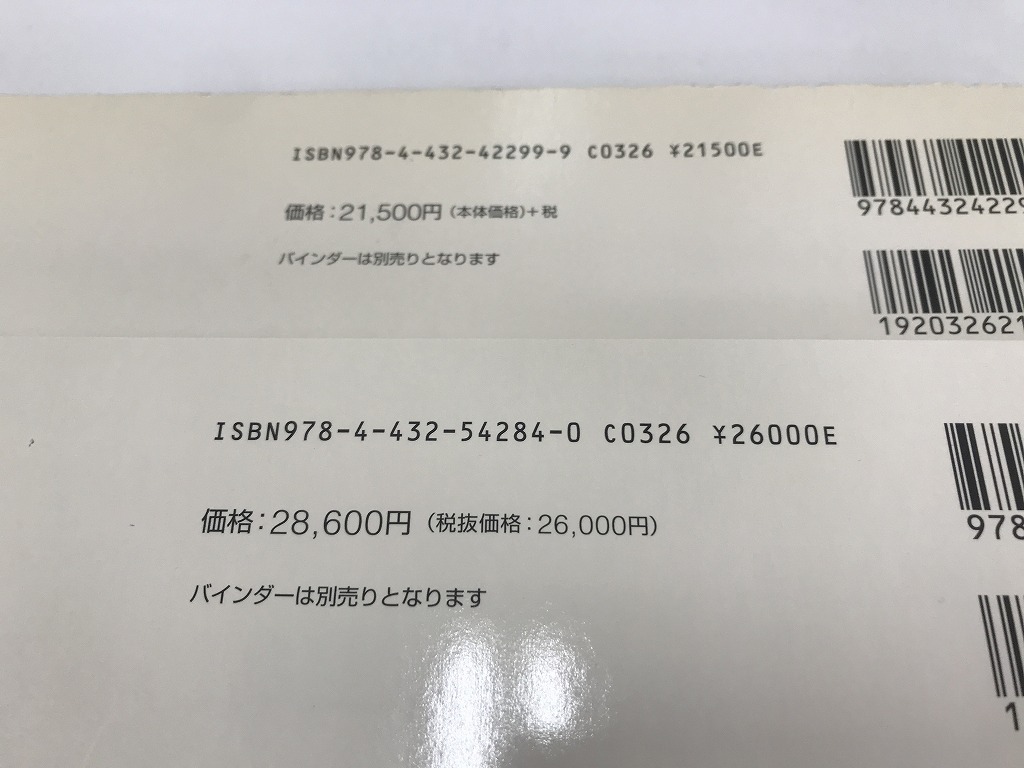 ISBN978-4-432-42299-9 C0326 ¥21500E
価格：21,500円（本体価格）＋税
バインダーは別売りとなります
97844324229
192032621
ISBN978-4-432-54284-0 C0326 ¥26000E
価格：28,600円（税抜価格：26,000円）
バインダーは別売りとなります
978
1